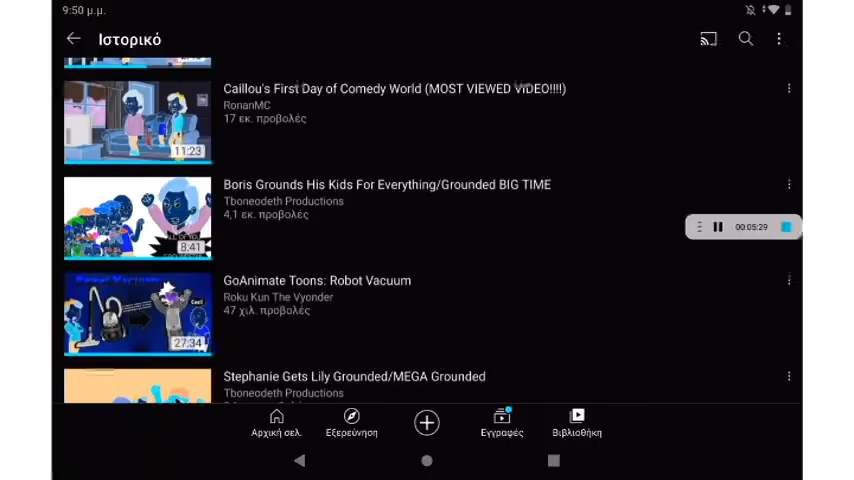 9:50 μ.μ.
Ιστορικό
Caillou's First Day of Comedy World (MOST VIEWED ViDEO!!!!)
RonanMC
17 εκ. προβολές
11:23
Boris Grounds His Kids For Everything/Grounded BIG TIME
Tboneodeth Productions
4,1 εκ. προβολές
8:41
00:05:29
GoAnimate Toons: Robot Vacuum
Roku Kun The Vyonder
47 χιλ. προβολές
27:34
Stephanie Gets Lily Grounded/MEGA Grounded
Tboneodeth Productions
Αρχική σελ.
Εξερεύνηση
Εγγραφές
Βιβλιοθήκη